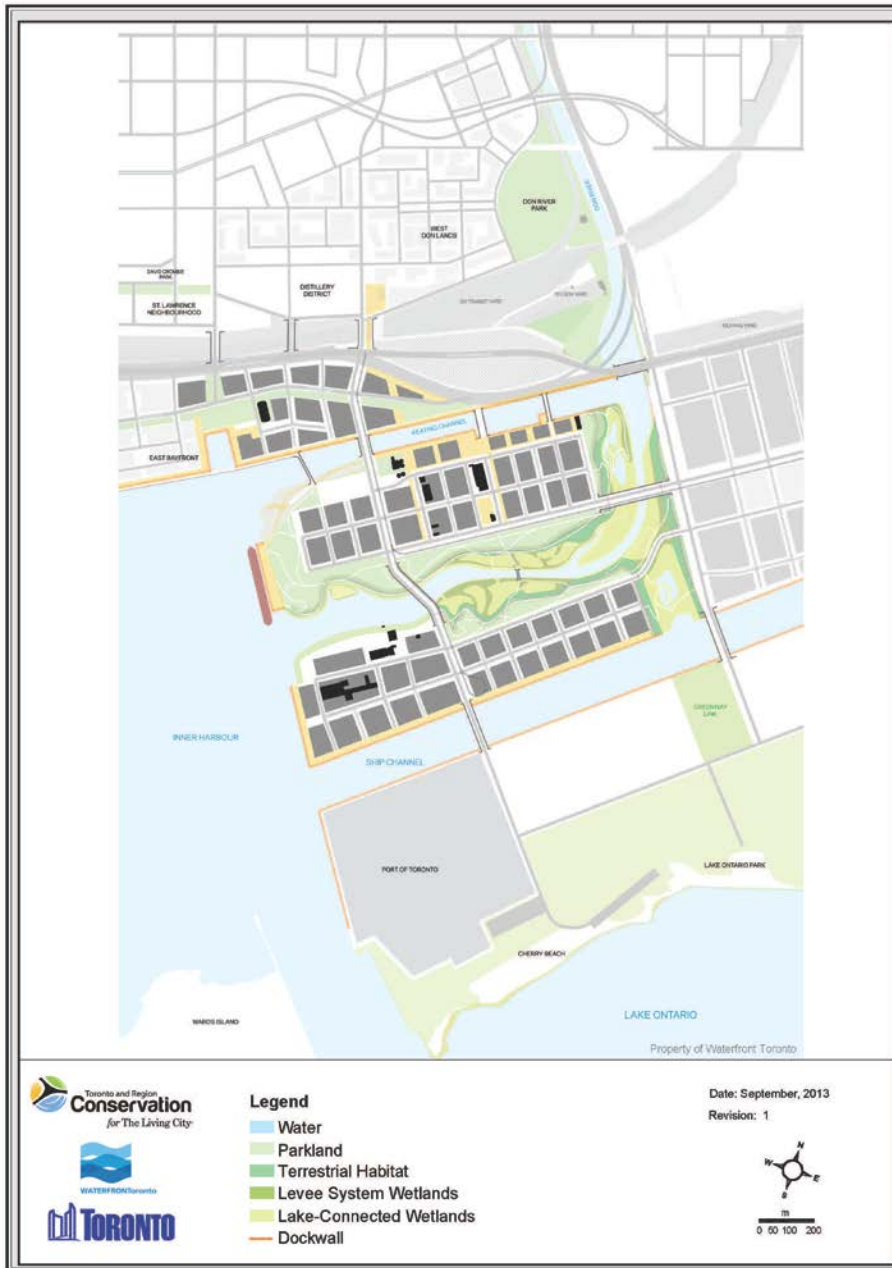 DON RIVER
DON RIVER
PARK
WEST
DON LANDS
DAVID CROMBIE
PARK
DISTILLERY
DISTRICT
ST. LAWRENCE
NEIGHBOURHOOD
KEATING CHANNEL
EAST BAYFRONT
GREENWAY
LINK
INNER HARBOUR
SHIP CHANNEL
PORT OF TORONTO
LAKE ONTARIO PARK
CHERRY BEACH
WARDS ISLAND
LAKE ONTARIO
Property of Waterfront Toronto
Toronto and Region
Conservation
for The Living City
WATERFRONToronto
TORONTO
Legend
Water
Parkland
Terrestrial Habitat
Levee System Wetlands
Lake-Connected Wetlands
Dockwall
Date: September, 2013
Revision: 1
N
W
E
S
m
0 50 100 200